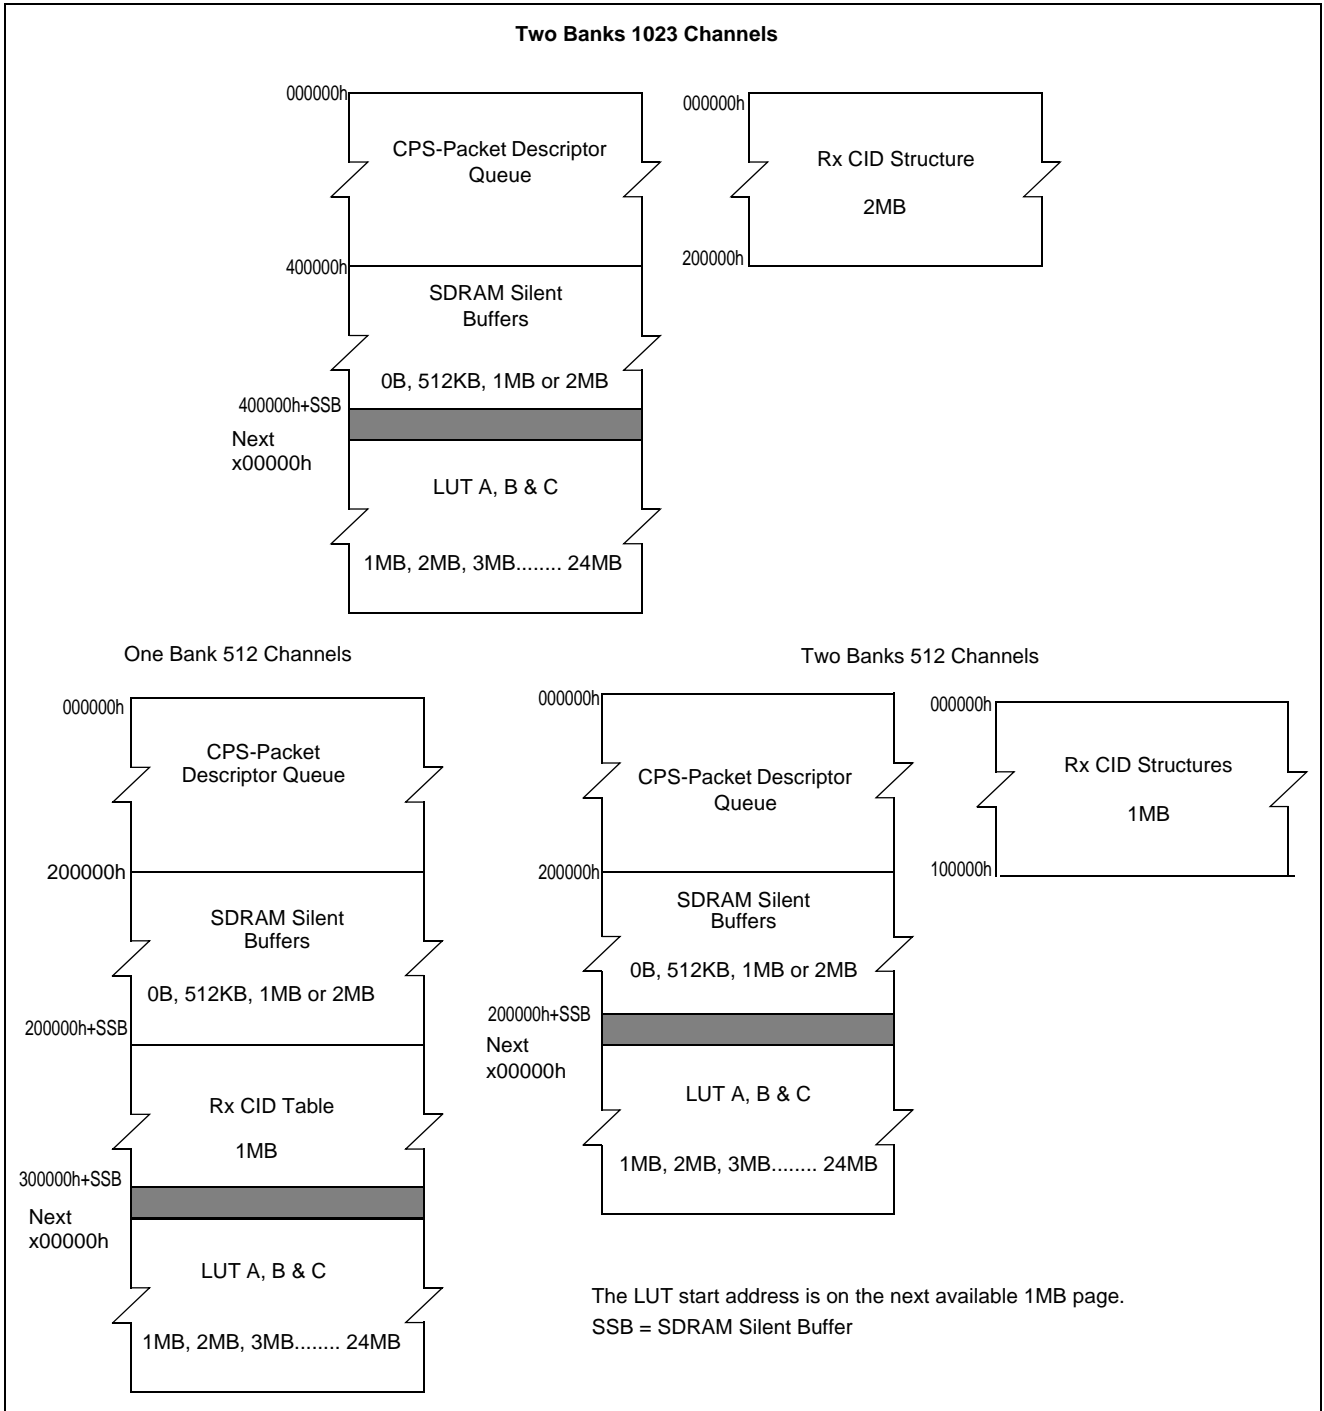 Two Banks 1023 Channels
000000h
CPS-Packet Descriptor
Queue
400000h
SDRAM Silent
Buffers
0B, 512KB, 1MB or 2MB
400000h+SSB
Next
x00000h
LUT A, B & C
1MB, 2MB, 3MB........ 24MB
000000h
Rx CID Structure
2MB
200000h
One Bank 512 Channels
000000h
CPS-Packet
Descriptor Queue
200000h
SDRAM Silent
Buffers
0B, 512KB, 1MB or 2MB
200000h+SSB
Rx CID Table
1MB
300000h+SSB
Next
x00000h
LUT A, B & C
1MB, 2MB, 3MB........ 24MB
Two Banks 512 Channels
000000h
CPS-Packet Descriptor
Queue
200000h
SDRAM Silent
Buffers
0B, 512KB, 1MB or 2MB
200000h+SSB
Next
x00000h
LUT A, B & C
1MB, 2MB, 3MB........ 24MB
000000h
Rx CID Structures
1MB
100000h
The LUT start address is on the next available 1MB page.
SSB = SDRAM Silent Buffer